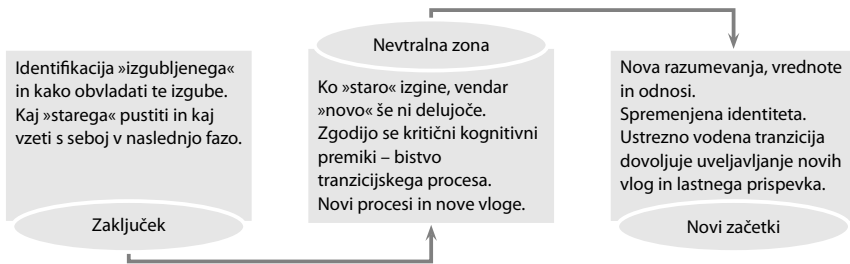 Identifikacija »izgubljenega«
in kako obvladati te izgube.
Kaj »starega« pustiti in kaj
vzeti s seboj v naslednjo fazo.
Zaključek
Nevtralna zona
Ko »staro« izgine, vendar
»novo« še ni delujoče.
Zgodijo se kritični kognitivni
premiki – bistvo
tranzicijskega procesa.
Novi procesi in nove vloge.
Nova razumevanja, vrednote
in odnosi.
Spremenjena identiteta.
Ustrezno vodena tranzicija
dovoljuje uveljavljanje novih
vlog in lastnega prispevka.
Novi začetki